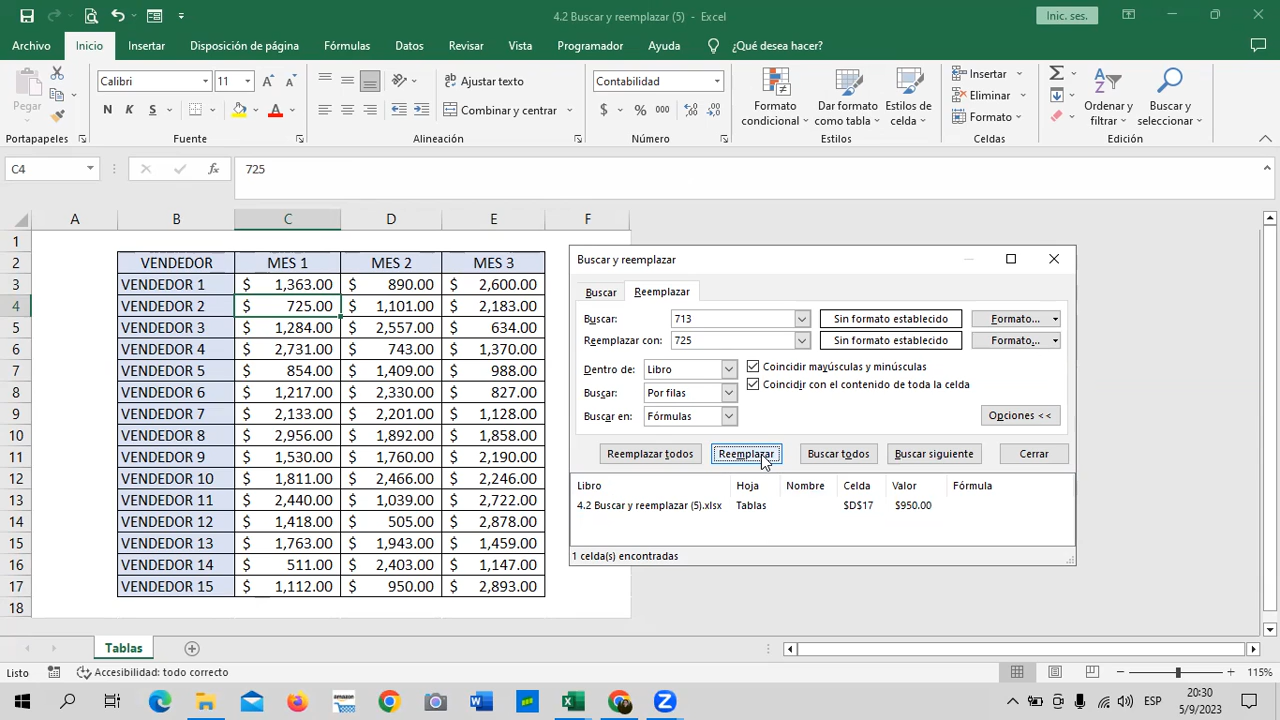 4.2 Buscar y reemplazar (5) - Excel
Inic. ses.
Archivo Inicio Insertar Disposición de página Fórmulas Datos Revisar Vista Programador Ayuda ¿Qué desea hacer?
Pegar
Calibri 11
N K S
Ajustar texto
Combinar y centrar
Contabilidad
$ % 000
Formato condicional
Dar formato como tabla
Estilos de celda
Insertar
Eliminar
Formato
Ordenar y filtrar
Buscar y seleccionar
Portapapeles Fuente Alineación Número Estilos Celdas Edición
C4 fx 725
A B C D E F
1
2 VENDEDOR MES 1 MES 2 MES 3
3 VENDEDOR 1 $ 1,363.00 $ 890.00 $ 2,600.00
4 VENDEDOR 2 $ 725.00 $ 1,101.00 $ 2,183.00
5 VENDEDOR 3 $ 1,284.00 $ 2,557.00 $ 634.00
6 VENDEDOR 4 $ 2,731.00 $ 743.00 $ 1,370.00
7 VENDEDOR 5 $ 854.00 $ 1,409.00 $ 988.00
8 VENDEDOR 6 $ 1,217.00 $ 2,330.00 $ 827.00
9 VENDEDOR 7 $ 2,133.00 $ 2,201.00 $ 1,128.00
10 VENDEDOR 8 $ 2,956.00 $ 1,892.00 $ 1,858.00
11 VENDEDOR 9 $ 1,530.00 $ 1,760.00 $ 2,190.00
12 VENDEDOR 10 $ 1,811.00 $ 2,466.00 $ 2,246.00
13 VENDEDOR 11 $ 2,440.00 $ 1,039.00 $ 2,722.00
14 VENDEDOR 12 $ 1,418.00 $ 505.00 $ 2,878.00
15 VENDEDOR 13 $ 1,763.00 $ 1,943.00 $ 1,459.00
16 VENDEDOR 14 $ 511.00 $ 2,403.00 $ 1,147.00
17 VENDEDOR 15 $ 1,112.00 $ 950.00 $ 2,893.00
18
Buscar y reemplazar
Buscar Reemplazar
Buscar: 713 Sin formato establecido Formato...
Reemplazar con: 725 Sin formato establecido Formato...
Dentro de: Libro Coincidir mayúsculas y minúsculas
Coincidir con el contenido de toda la celda
Buscar: Por filas
Buscar en: Fórmulas Opciones <<
Reemplazar todos Reemplazar Buscar todos Buscar siguiente Cerrar
Libro Hoja Nombre Celda Valor Fórmula
4.2 Buscar y reemplazar (5).xlsx Tablas $D$17 $950.00
1 celda(s) encontradas
Tablas
Listo Accesibilidad: todo correcto 115%
amazon
ESP
20:30
5/9/2023